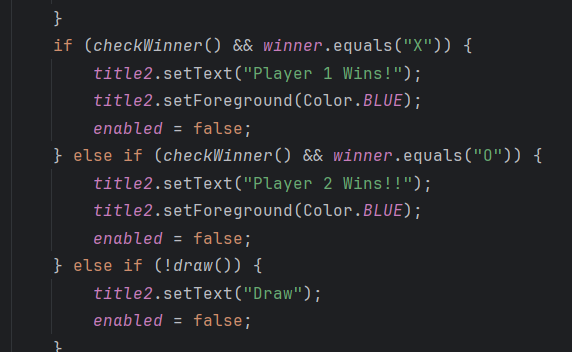 }
if (checkWinner() && winner.equals("X")) {
title2.setText("Player 1 Wins!");
title2.setForeground(Color.BLUE);
enabled = false;
} else if (checkWinner() && winner.equals("O")) {
title2.setText("Player 2 Wins!!");
title2.setForeground(Color.BLUE);
enabled = false;
} else if (!draw()) {
title2.setText("Draw");
enabled = false;
}